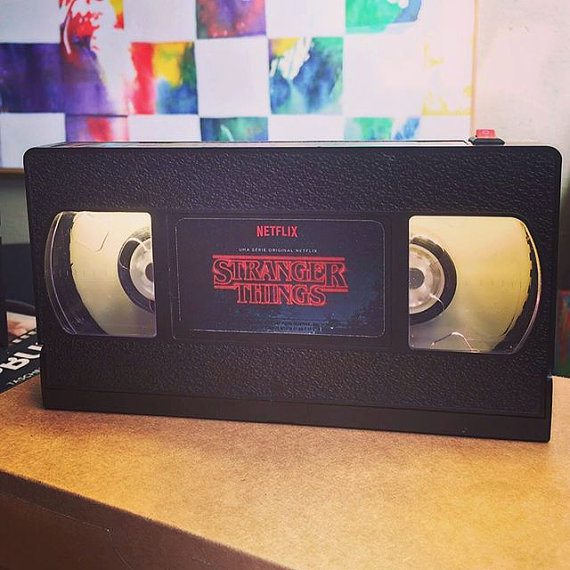 NETFLIX
UMA SÉRIE ORIGINAL NETFLIX
STRANGER
THINGS